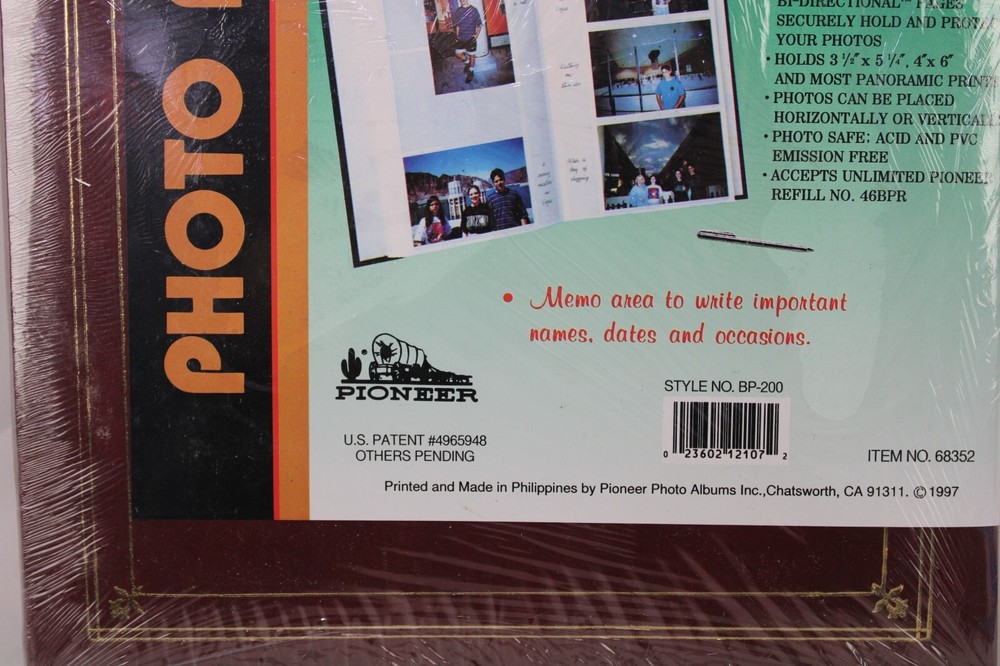 PHOTO
BI-DIRECTIONAL™ PAGES
SECURELY HOLD AND PROTE
YOUR PHOTOS
• HOLDS 3 ½″ x 5 ¼″, 4″ x 6″
AND MOST PANORAMIC PRINTS
• PHOTOS CAN BE PLACED
HORIZONTALLY OR VERTICALL
• PHOTO SAFE: ACID AND PVC
EMISSION FREE
• ACCEPTS UNLIMITED PIONEER
REFILL NO. 46BPR
• Memo area to write important
names, dates and occasions.
PIONEER
U.S. PATENT #4965948
OTHERS PENDING
STYLE NO. BP-200
0 23602 12107 2
ITEM NO. 68352
Printed and Made in Philippines by Pioneer Photo Albums Inc.,Chatsworth, CA 91311. © 1997